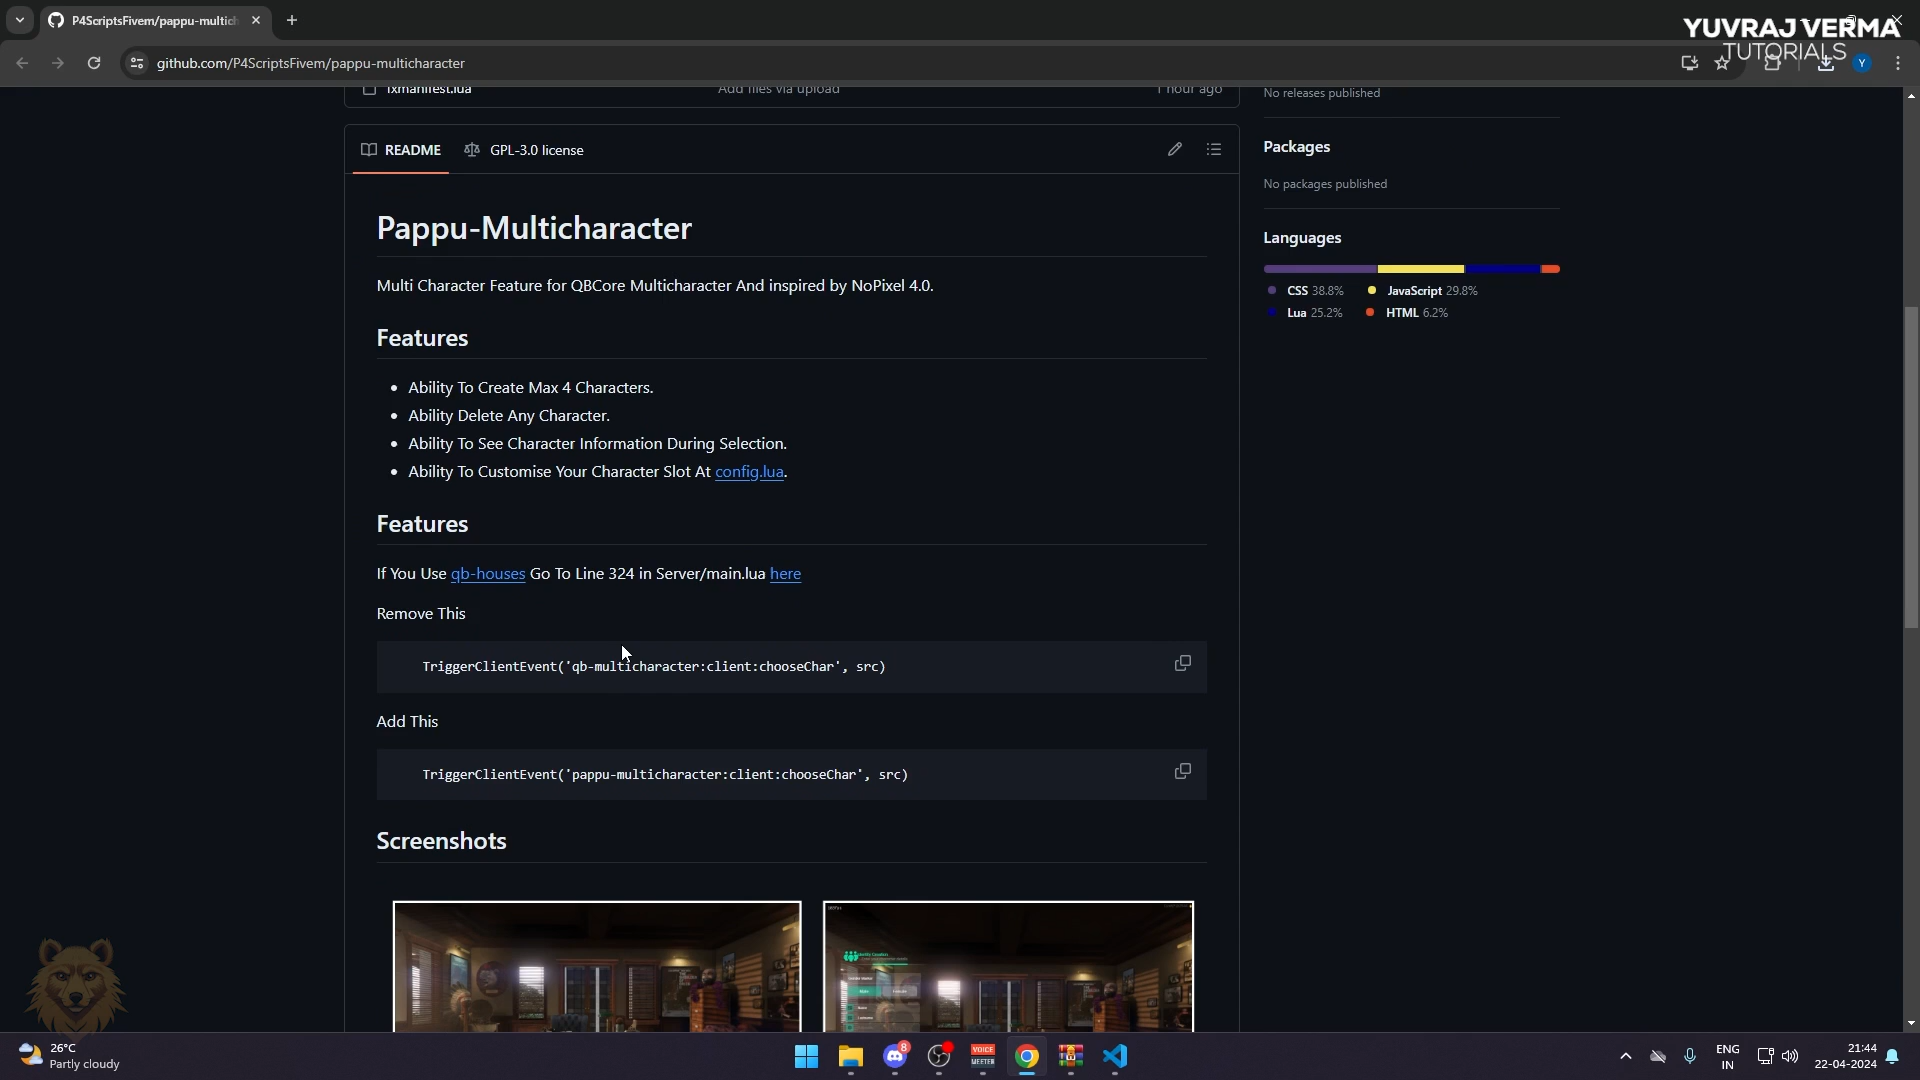 P4ScriptsFivem/pappu-multich
YUVRAJ VERMA
TUTORIALS
github.com/P4ScriptsFivem/pappu-multicharacter
Y
fxmanifest.lua
Add files via upload
1 hour ago
No releases published
README
GPL-3.0 license
Packages
No packages published
Languages
CSS 38.8%
JavaScript 29.8%
Lua 25.2%
HTML 6.2%
Pappu-Multicharacter
Multi Character Feature for QBCore Multicharacter And inspired by NoPixel 4.0.
Features
• Ability To Create Max 4 Characters.
• Ability Delete Any Character.
• Ability To See Character Information During Selection.
• Ability To Customise Your Character Slot At config.lua.
Features
If You Use qb-houses Go To Line 324 in Server/main.lua here
Remove This
TriggerClientEvent('qb-multicharacter:client:chooseChar', src)
Add This
TriggerClientEvent('pappu-multicharacter:client:chooseChar', src)
Screenshots
26°C
Partly cloudy
8
VOICE
MEETER
ENG
IN
21:44
22-04-2024